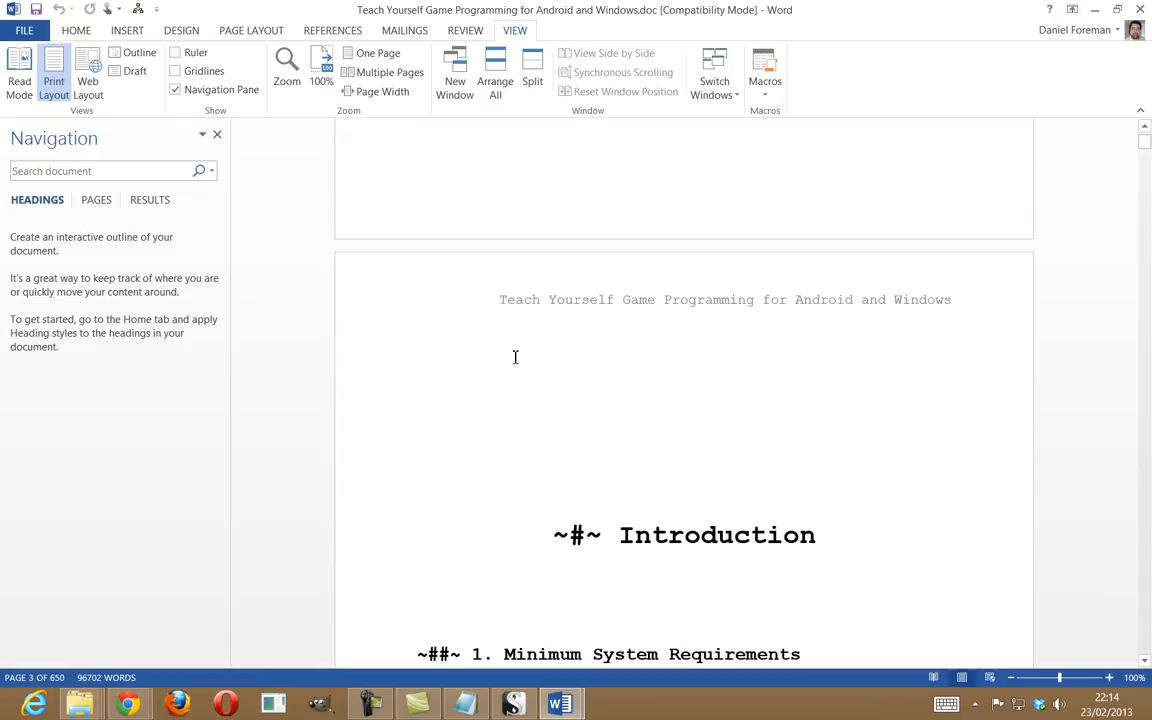 Teach Yourself Game Programming for Android and Windows.doc [Compatibility Mode] - Word
FILE HOME INSERT DESIGN PAGE LAYOUT REFERENCES MAILINGS REVIEW VIEW Daniel Foreman
Read Mode
Print Layout
Web Layout
Outline
Draft
Views
Ruler
Gridlines
Navigation Pane
Show
Zoom
100%
One Page
Multiple Pages
Page Width
Zoom
New Window
Arrange All
Split
View Side by Side
Synchronous Scrolling
Reset Window Position
Window
Switch Windows
Macros
Macros
Navigation
Search document
HEADINGS PAGES RESULTS
Create an interactive outline of your
document.
It's a great way to keep track of where you are
or quickly move your content around.
To get started, go to the Home tab and apply
Heading styles to the headings in your
document.
Teach Yourself Game Programming for Android and Windows
~#~ Introduction
~##~ 1. Minimum System Requirements
PAGE 3 OF 650 96702 WORDS 100%
22:14
23/02/2013